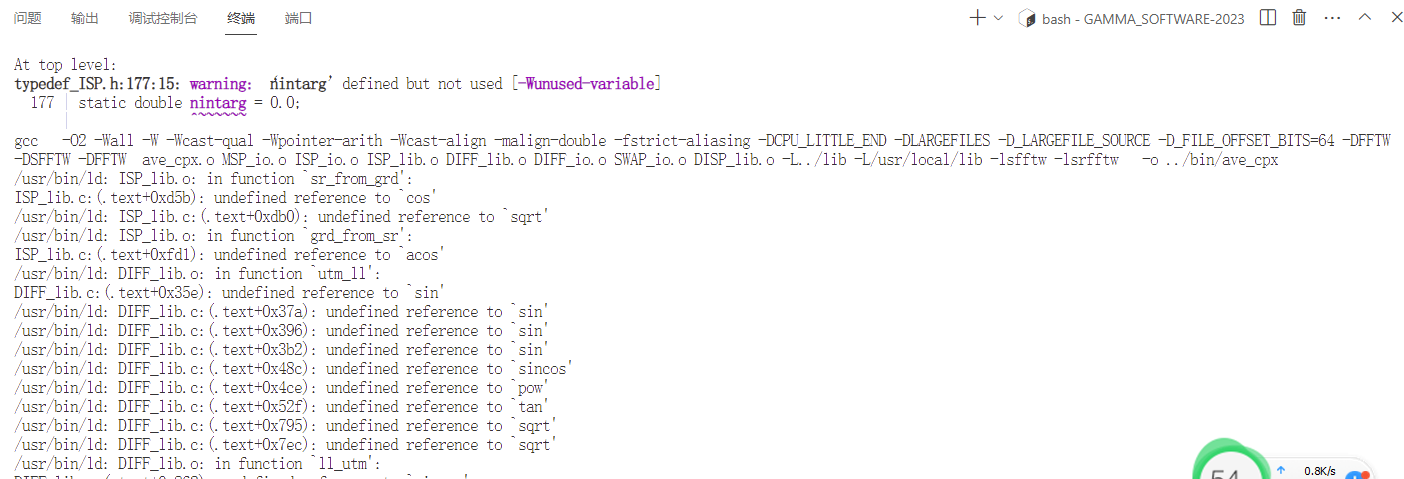 问题 输出 调试控制台 终端 端口 bash - GAMMA_SOFTWARE-2023
At top level:
typedef_ISP.h:177:15: warning: ‘nintarg’ defined but not used [-Wunused-variable]
177 | static double nintarg = 0.0;
| ^~~~~~~
gcc -O2 -Wall -W -Wcast-qual -Wpointer-arith -Wcast-align -malign-double -fstrict-aliasing -DCPU_LITTLE_END -DLARGEFILES -D_LARGEFILE_SOURCE -D_FILE_OFFSET_BITS=64 -DFFTW
-DSFFTW -DFFTW ave_cpx.o MSP_io.o ISP_io.o ISP_lib.o DIFF_lib.o DIFF_io.o SWAP_io.o DISP_lib.o -L../lib -L/usr/local/lib -lsfftw -lsrfftw -o ../bin/ave_cpx
/usr/bin/ld: ISP_lib.o: in function `sr_from_grd':
ISP_lib.c:(.text+0xd5b): undefined reference to `cos'
/usr/bin/ld: ISP_lib.c:(.text+0xdb0): undefined reference to `sqrt'
/usr/bin/ld: ISP_lib.o: in function `grd_from_sr':
ISP_lib.c:(.text+0xfd1): undefined reference to `acos'
/usr/bin/ld: DIFF_lib.o: in function `utm_ll':
DIFF_lib.c:(.text+0x35e): undefined reference to `sin'
/usr/bin/ld: DIFF_lib.c:(.text+0x37a): undefined reference to `sin'
/usr/bin/ld: DIFF_lib.c:(.text+0x396): undefined reference to `sin'
/usr/bin/ld: DIFF_lib.c:(.text+0x3b2): undefined reference to `sin'
/usr/bin/ld: DIFF_lib.c:(.text+0x48c): undefined reference to `sincos'
/usr/bin/ld: DIFF_lib.c:(.text+0x4ce): undefined reference to `pow'
/usr/bin/ld: DIFF_lib.c:(.text+0x52f): undefined reference to `tan'
/usr/bin/ld: DIFF_lib.c:(.text+0x795): undefined reference to `sqrt'
/usr/bin/ld: DIFF_lib.c:(.text+0x7ec): undefined reference to `sqrt'
/usr/bin/ld: DIFF_lib.o: in function `ll_utm':
54 0.8K/s